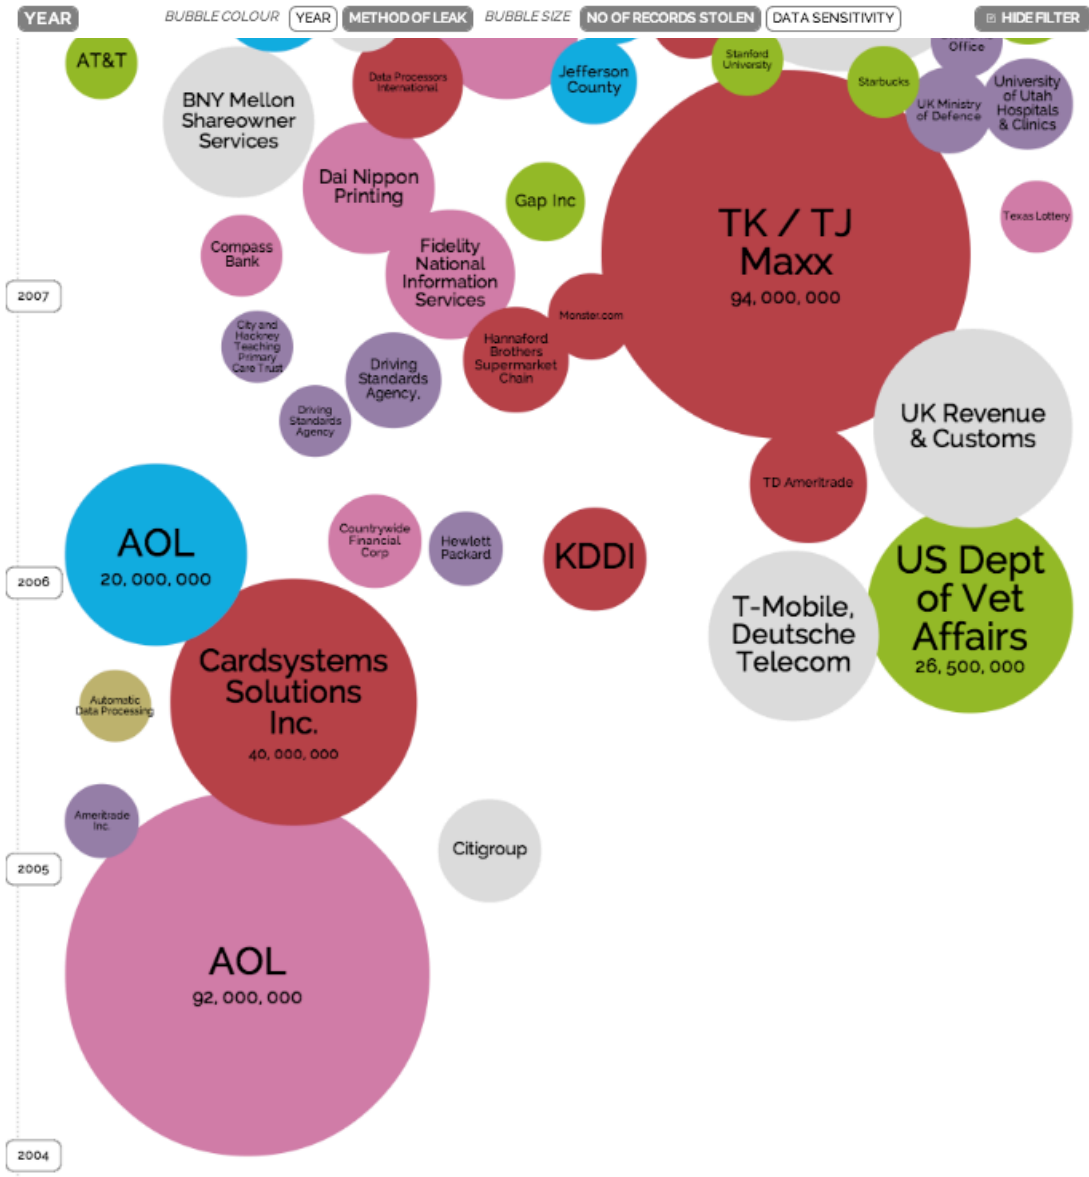 YEAR BUBBLE COLOUR YEAR METHOD OF LEAK BUBBLE SIZE NO OF RECORDS STOLEN DATA SENSITIVITY HIDE FILTER
AT&T
BNY Mellon
Shareowner
Services
Data Processors
International
Jefferson
County
Stanford
University
Starbucks
Office
UK Ministry
of Defence
University
of Utah
Hospitals
& Clinics
Dai Nippon
Printing
Gap Inc
TK / TJ
Maxx
94, 000, 000
Texas Lottery
Compass
Bank
Fidelity
National
Information
Services
2007
Monster.com
City and
Hackney
Teaching
Primary
Care Trust
Driving
Standards
Agency,
Hannaford
Brothers
Supermarket
Chain
Driving
Standards
Agency
UK Revenue
& Customs
TD Ameritrade
AOL
20, 000, 000
Countrywide
Financial
Corp
Hewlett
Packard
KDDI
US Dept
of Vet
Affairs
26, 500, 000
2006
T-Mobile,
Deutsche
Telecom
Cardsystems
Solutions
Inc.
40, 000, 000
Automatic
Data Processing
Ameritrade
Inc.
Citigroup
2005
AOL
92, 000, 000
2004